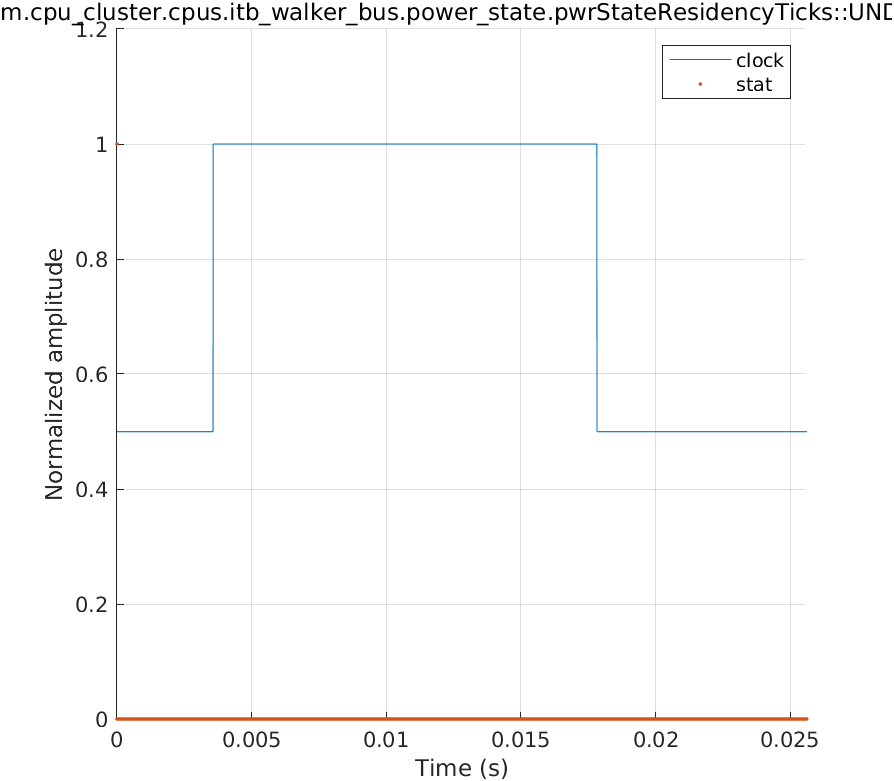 m.cpu_cluster.cpus.itb_walker_bus.power_state.pwrStateResidencyTicks::UND
1.2
clock
stat
1
0.8
0.6
0.4
0.2
0
Normalized amplitude
0 0.005 0.01 0.015 0.02 0.025
Time (s)